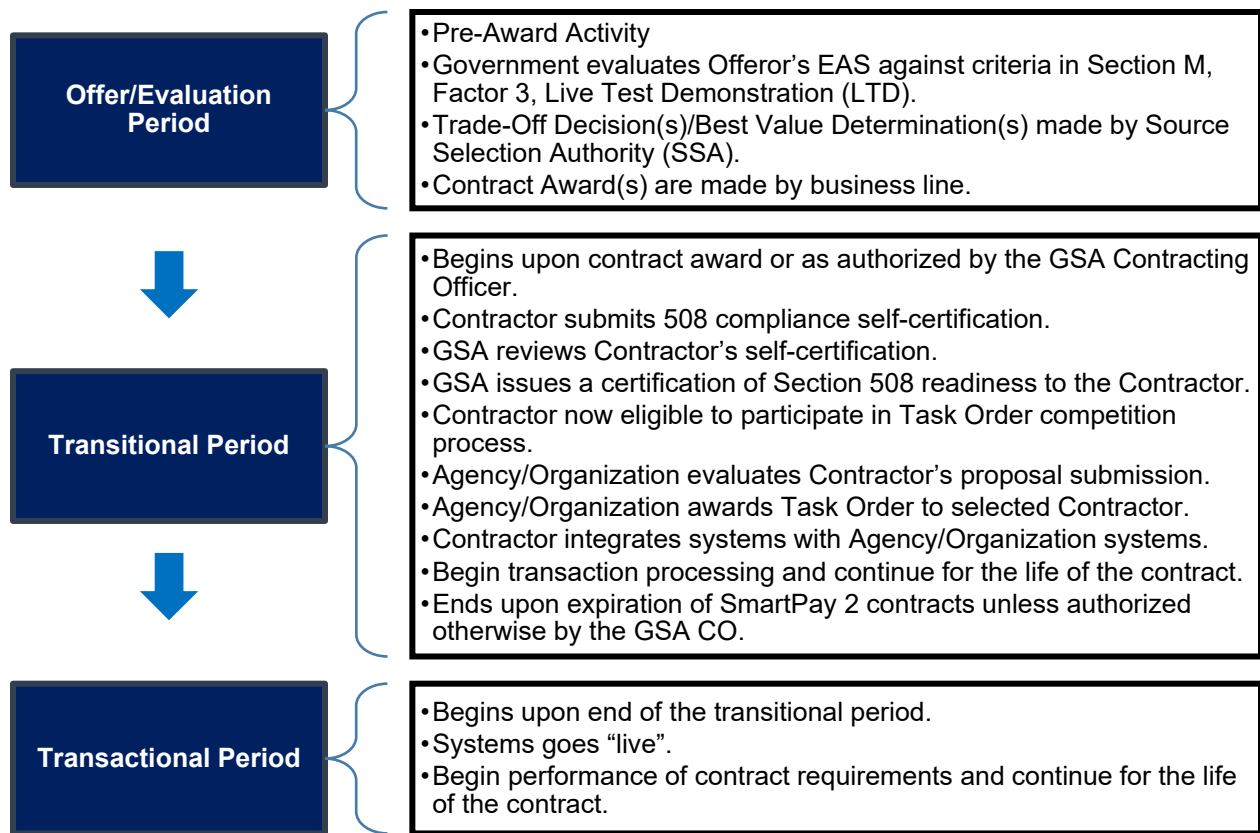 Offer/Evaluation
Period
•Pre-Award Activity
•Government evaluates Offeror’s EAS against criteria in Section M,
Factor 3, Live Test Demonstration (LTD).
•Trade-Off Decision(s)/Best Value Determination(s) made by Source
Selection Authority (SSA).
•Contract Award(s) are made by business line.
Transitional Period
•Begins upon contract award or as authorized by the GSA Contracting
Officer.
•Contractor submits 508 compliance self-certification.
•GSA reviews Contractor’s self-certification.
•GSA issues a certification of Section 508 readiness to the Contractor.
•Contractor now eligible to participate in Task Order competition
process.
•Agency/Organization evaluates Contractor’s proposal submission.
•Agency/Organization awards Task Order to selected Contractor.
•Contractor integrates systems with Agency/Organization systems.
•Begin transaction processing and continue for the life of the contract.
•Ends upon expiration of SmartPay 2 contracts unless authorized
otherwise by the GSA CO.
Transactional Period
•Begins upon end of the transitional period.
•Systems goes “live”.
•Begin performance of contract requirements and continue for the life
of the contract.